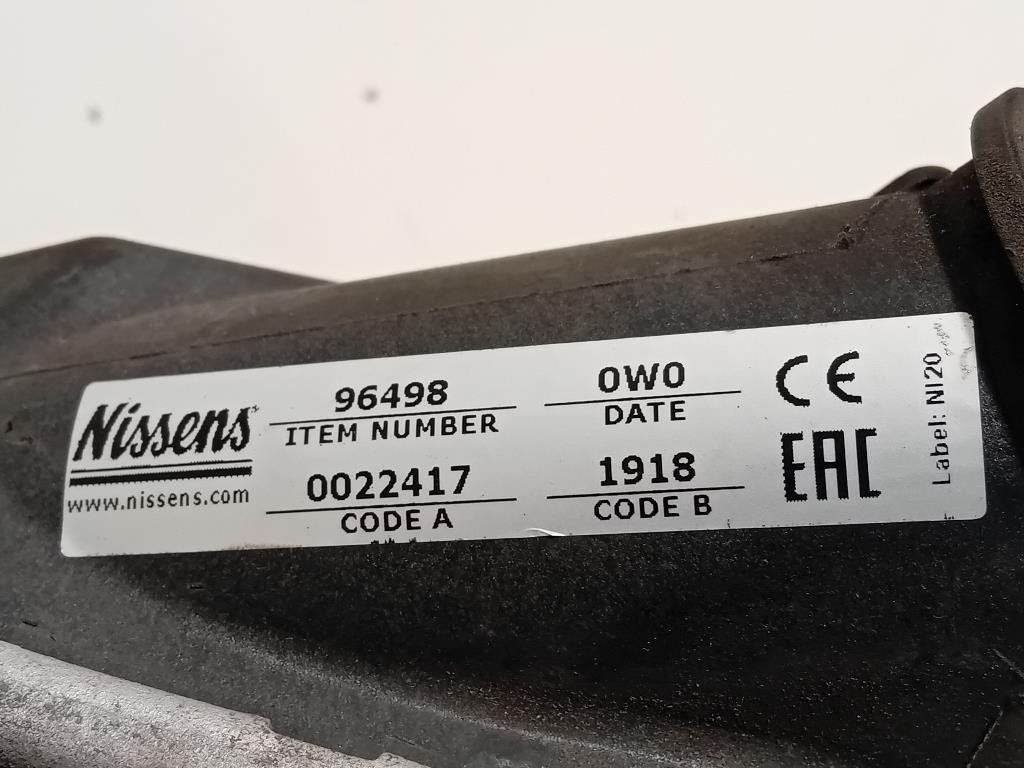 Nissens
www.nissens.com
96498
ITEM NUMBER
0022417
CODE A
0W0
DATE
1918
CODE B
CE
EAC
Label: NI20